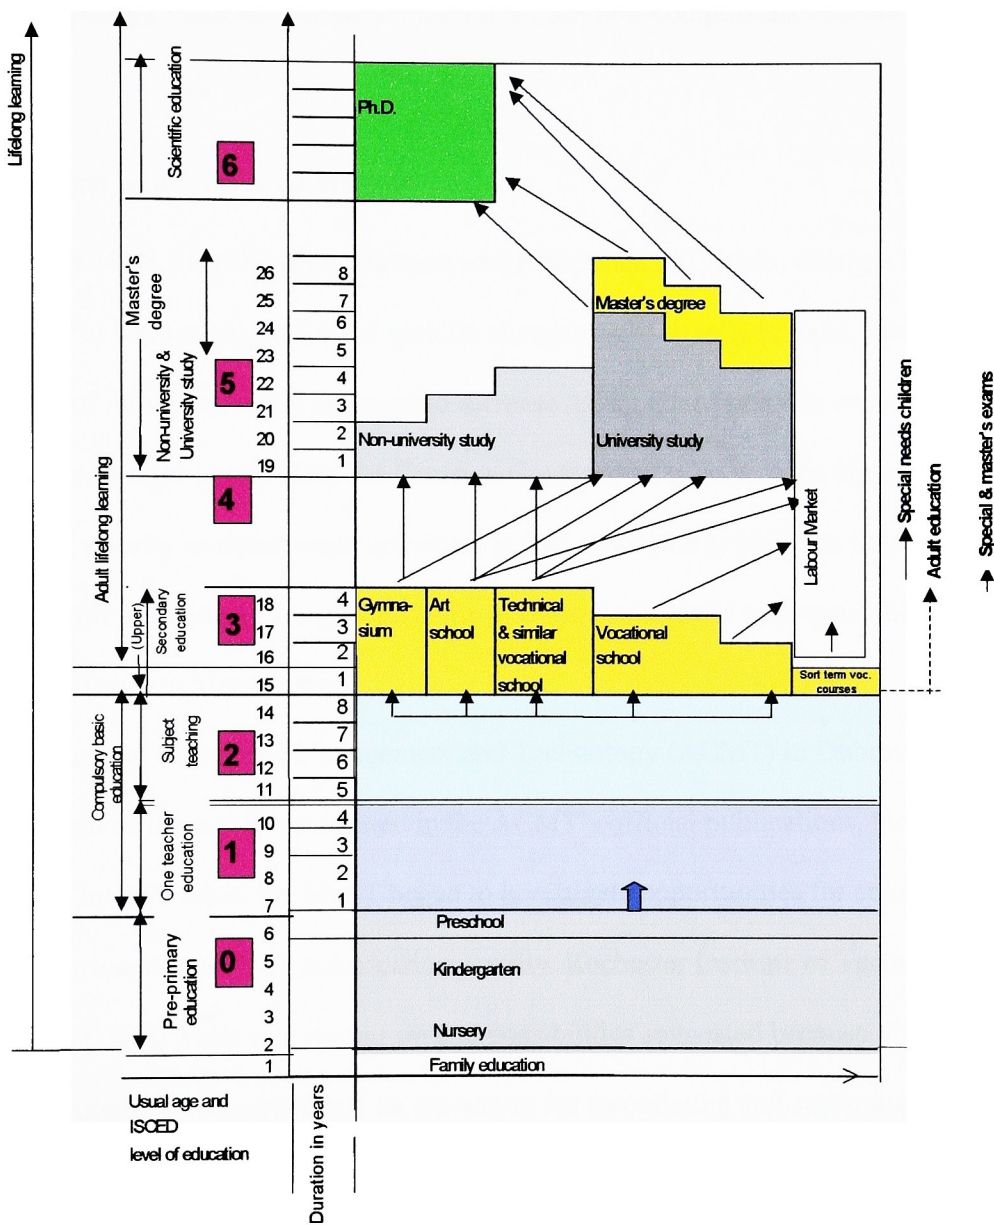 Lifelong learning
Adult lifelong learning
Scientific education
6
Ph.D.
Master's
degree
Non-university &
University study
5
4
26
25
24
23
22
21
20
19
8
7
6
5
4
3
2
1
Master's degree
Non-university study
University study
Labour Market
Special needs children
Adult education
Special & master's exams
(Upper)
Secondary
education
3
18
17
16
15
4
3
2
1
Gymna-
sium
Art
school
Technical
& similar
vocational
school
Vocational
school
Sort term voc.
courses
Compulsory basic
education
Subject
teaching
2
14
13
12
11
8
7
6
5
One teacher
education
1
10
9
8
7
4
3
2
1
Pre-primary
education
0
6
5
4
3
2
1
Preschool
Kindergarten
Nursery
Family education
Usual age and
ISCED
level of education
Duration in years